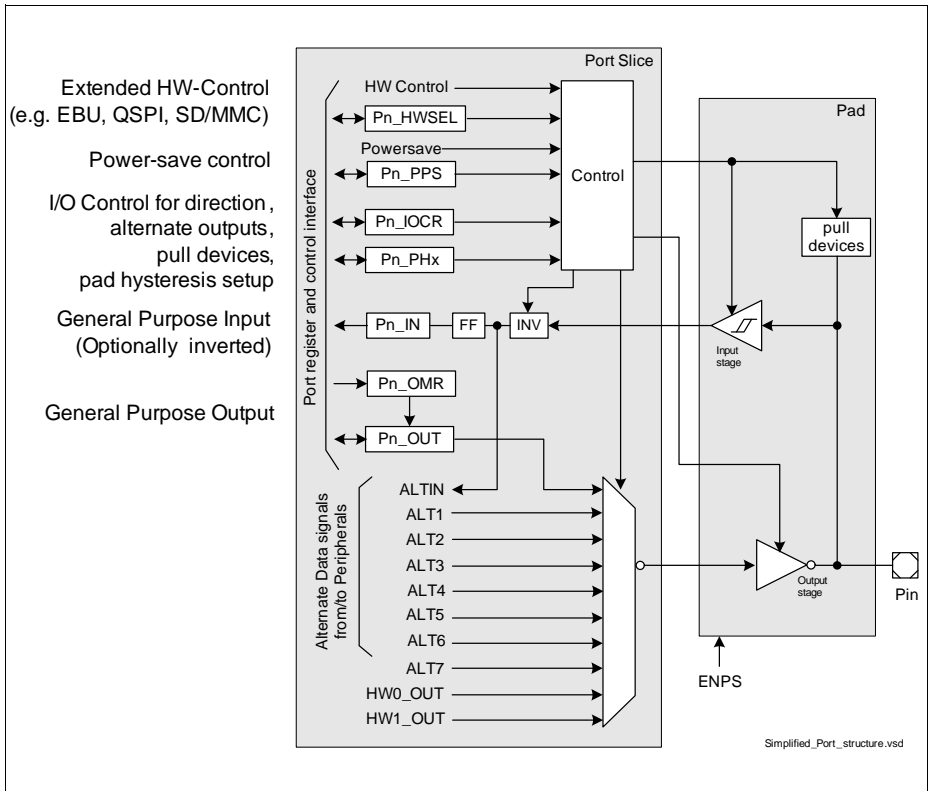 Port Slice
Extended HW-Control
(e.g. EBU, QSPI, SD/MMC)
Power-save control
I/O Control for direction,
alternate outputs,
pull devices,
pad hysteresis setup
General Purpose Input
(Optionally inverted)
General Purpose Output
Port register and control interface
HW Control
Pn_HWSEL
Powersave
Pn_PPS
Pn_IOCR
Pn_PHx
Control
Pn_IN
FF
INV
Pn_OMR
Pn_OUT
Alternate Data signals
from/to Peripherals
ALTIN
ALT1
ALT2
ALT3
ALT4
ALT5
ALT6
ALT7
HW0_OUT
HW1_OUT
Pad
pull
devices
Input
stage
Output
stage
Pin
ENPS
Simplified_Port_structure.vsd